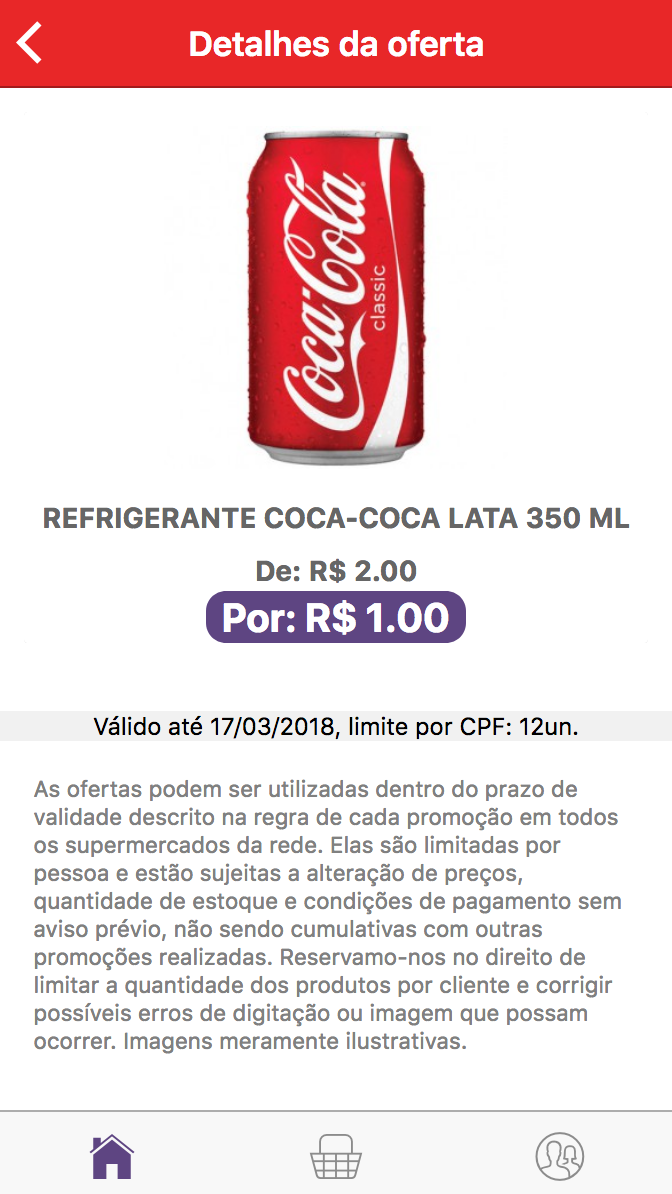 Detalhes da oferta
Coca-Cola
classic
REFRIGERANTE COCA-COCA LATA 350 ML
De: R$ 2.00
Por: R$ 1.00
Válido até 17/03/2018, limite por CPF: 12un.
As ofertas podem ser utilizadas dentro do prazo de
validade descrito na regra de cada promoção em todos
os supermercados da rede. Elas são limitadas por
pessoa e estão sujeitas a alteração de preços,
quantidade de estoque e condições de pagamento sem
aviso prévio, não sendo cumulativas com outras
promoções realizadas. Reservamo-nos no direito de
limitar a quantidade dos produtos por cliente e corrigir
possíveis erros de digitação ou imagem que possam
ocorrer. Imagens meramente ilustrativas.